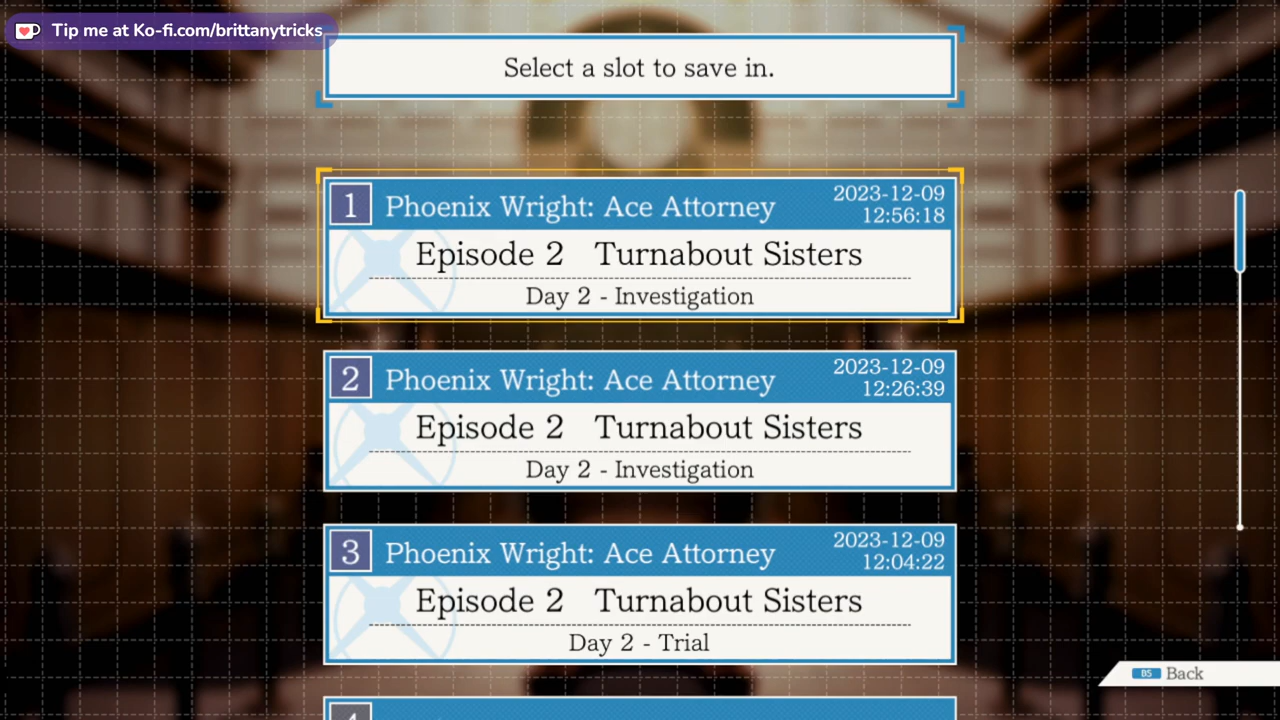 Tip me at Ko-fi.com/brittanytricks
Select a slot to save in.
1 Phoenix Wright: Ace Attorney 2023-12-09
12:56:18
Episode 2 Turnabout Sisters
Day 2 - Investigation
2 Phoenix Wright: Ace Attorney 2023-12-09
12:26:39
Episode 2 Turnabout Sisters
Day 2 - Investigation
3 Phoenix Wright: Ace Attorney 2023-12-09
12:04:22
Episode 2 Turnabout Sisters
Day 2 - Trial
BS Back
4